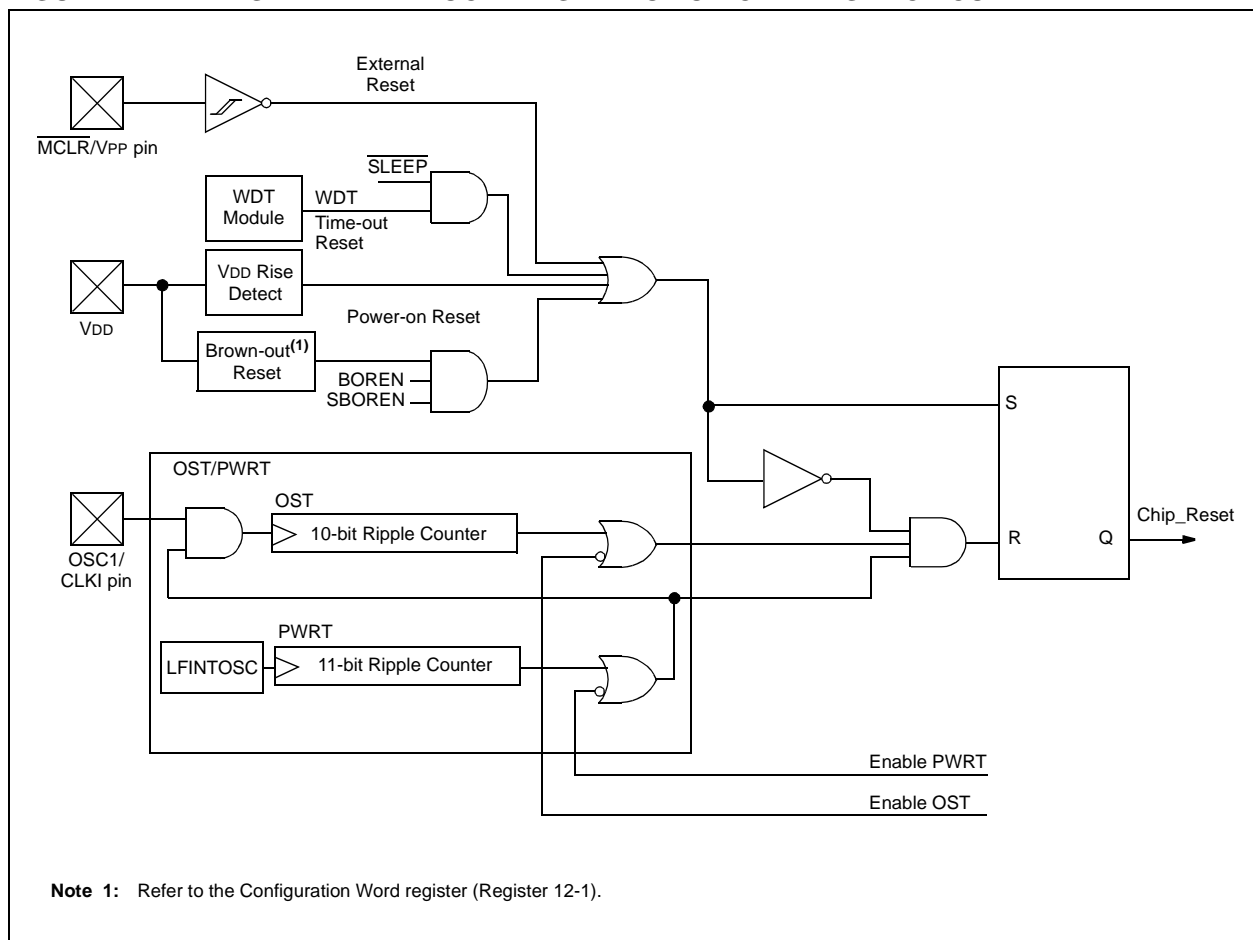 External
Reset
MCLR/VPP pin
SLEEP
WDT
Module
WDT
Time-out
Reset
VDD Rise
Detect
VDD
Power-on Reset
Brown-out(1)
Reset
BOREN
SBOREN
S
OST/PWRT
OST
10-bit Ripple Counter
OSC1/
CLKI pin
Chip_Reset
R
Q
PWRT
LFINTOSC
11-bit Ripple Counter
Enable PWRT
Enable OST
Note 1: Refer to the Configuration Word register (Register 12-1).